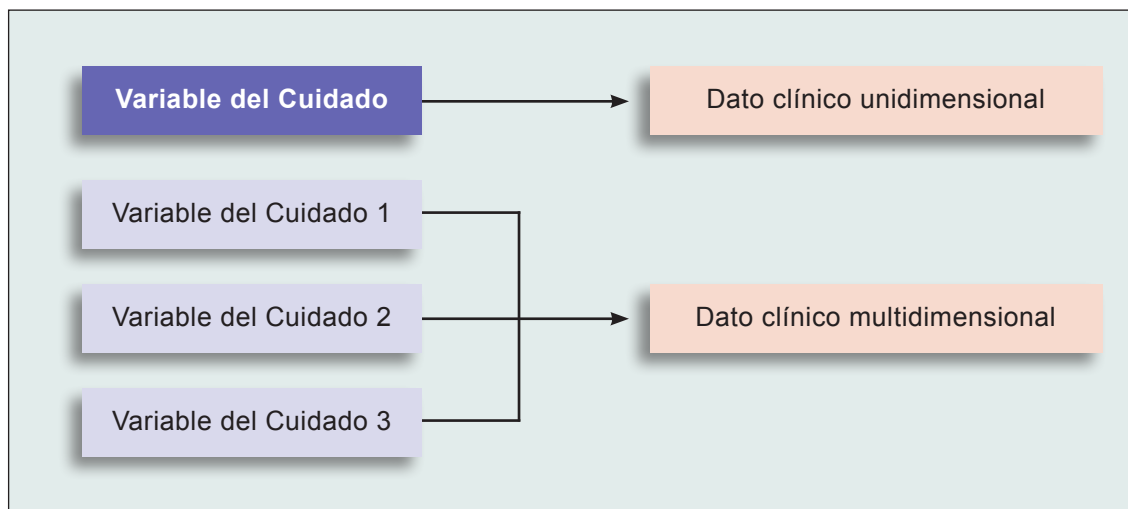 Variable del Cuidado
Dato clínico unidimensional
Variable del Cuidado 1
Variable del Cuidado 2
Dato clínico multidimensional
Variable del Cuidado 3